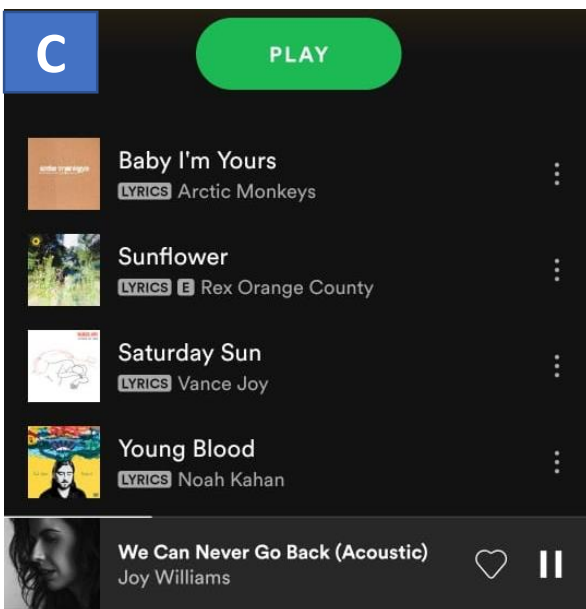 C
PLAY
Baby I'm Yours
LYRICS Arctic Monkeys
Sunflower
LYRICS E Rex Orange County
Saturday Sun
LYRICS Vance Joy
Young Blood
LYRICS Noah Kahan
We Can Never Go Back (Acoustic)
Joy Williams